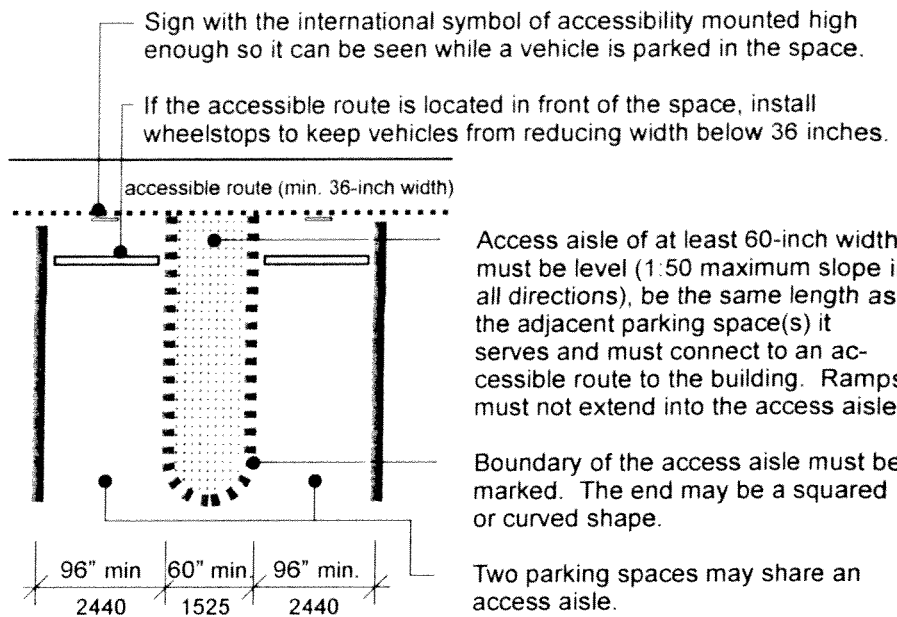 Sign with the international symbol of accessibility mounted high
enough so it can be seen while a vehicle is parked in the space.
If the accessible route is located in front of the space, install
wheelstops to keep vehicles from reducing width below 36 inches.
accessible route (min. 36-inch width)
Access aisle of at least 60-inch width
must be level (1:50 maximum slope i
all directions), be the same length as
the adjacent parking space(s) it
serves and must connect to an ac-
cessible route to the building. Ramps
must not extend into the access aisle
Boundary of the access aisle must be
marked. The end may be a squared
or curved shape.
Two parking spaces may share an
access aisle.
96" min 60" min. 96" min.
2440 1525 2440